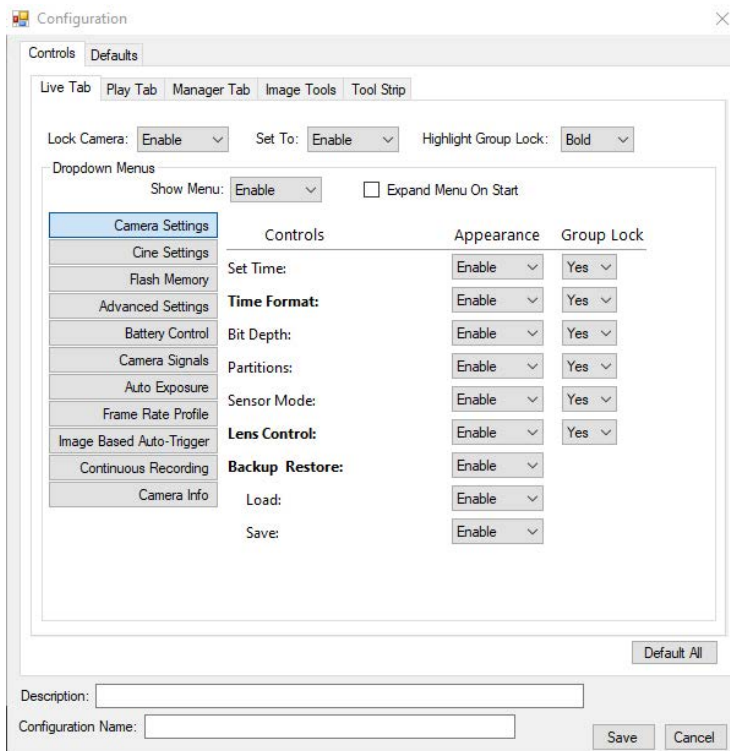 Configuration
Controls Defaults
Live Tab Play Tab Manager Tab Image Tools Tool Strip
Lock Camera: Enable Set To: Enable Highlight Group Lock: Bold
Dropdown Menus
Show Menu: Enable Expand Menu On Start
Camera Settings
Cine Settings
Flash Memory
Advanced Settings
Battery Control
Camera Signals
Auto Exposure
Frame Rate Profile
Image Based Auto-Trigger
Continuous Recording
Camera Info
Controls Appearance Group Lock
Set Time: Enable Yes
Time Format: Enable Yes
Bit Depth: Enable Yes
Partitions: Enable Yes
Sensor Mode: Enable Yes
Lens Control: Enable Yes
Backup Restore: Enable
Load: Enable
Save: Enable
Default All
Description:
Configuration Name:
Save Cancel